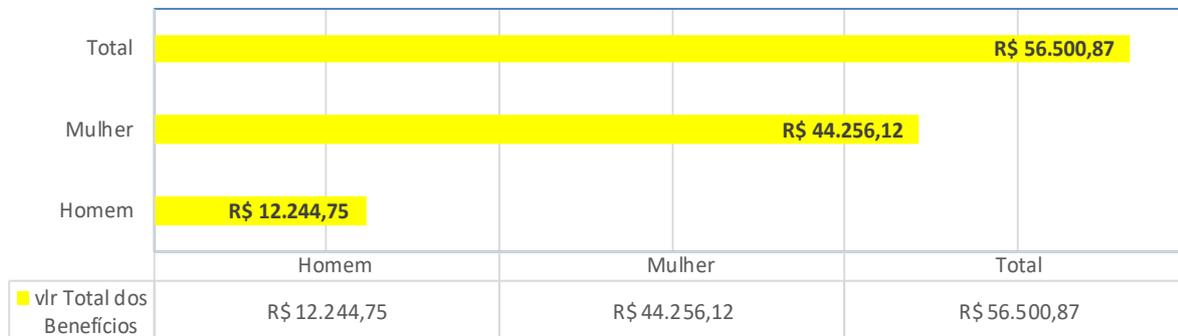 Total
R$ 56.500,87
Mulher
R$ 44.256,12
Homem
R$ 12.244,75
Homem Mulher Total
vlr Total dos
Benefícios
R$ 12.244,75 R$ 44.256,12 R$ 56.500,87